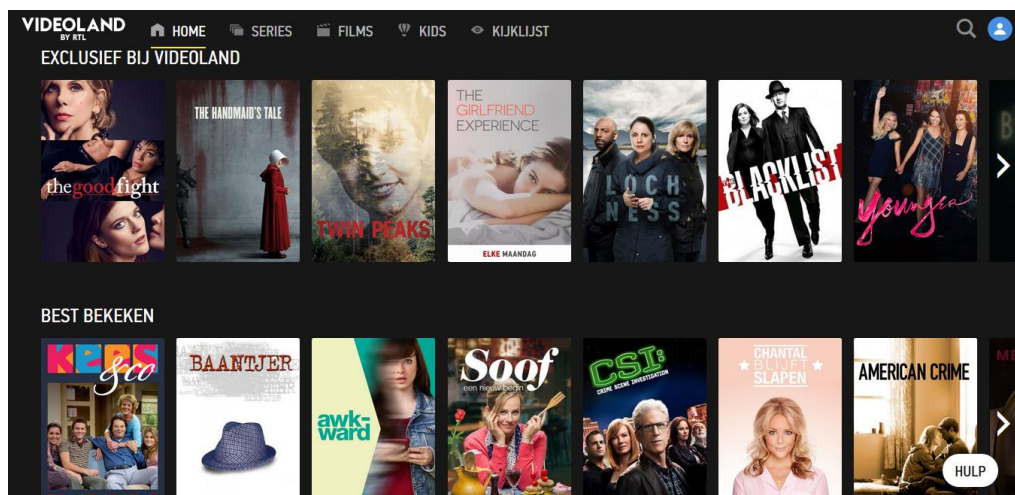 VIDEOLAND
BY RTL
HOME
SERIES
FILMS
KIDS
KIJKLIJST
EXCLUSIEF BIJ VIDEOLAND
thegoodfight
THE HANDMAID'S TALE
TWIN PEAKS
THE
GIRLFRIEND
EXPERIENCE
ELKE MAANDAG
LOCH
NESS
THE
BLACKLIST
Younger
BEST BEKEKEN
KEES
&co
BAANTJER
awk-
ward
Soof
een nieuw begin
CSI:
CRIME SCENE INVESTIGATION
CHANTAL
BLIJFT
SLAPEN
AMERICAN CRIME
ME
HULP